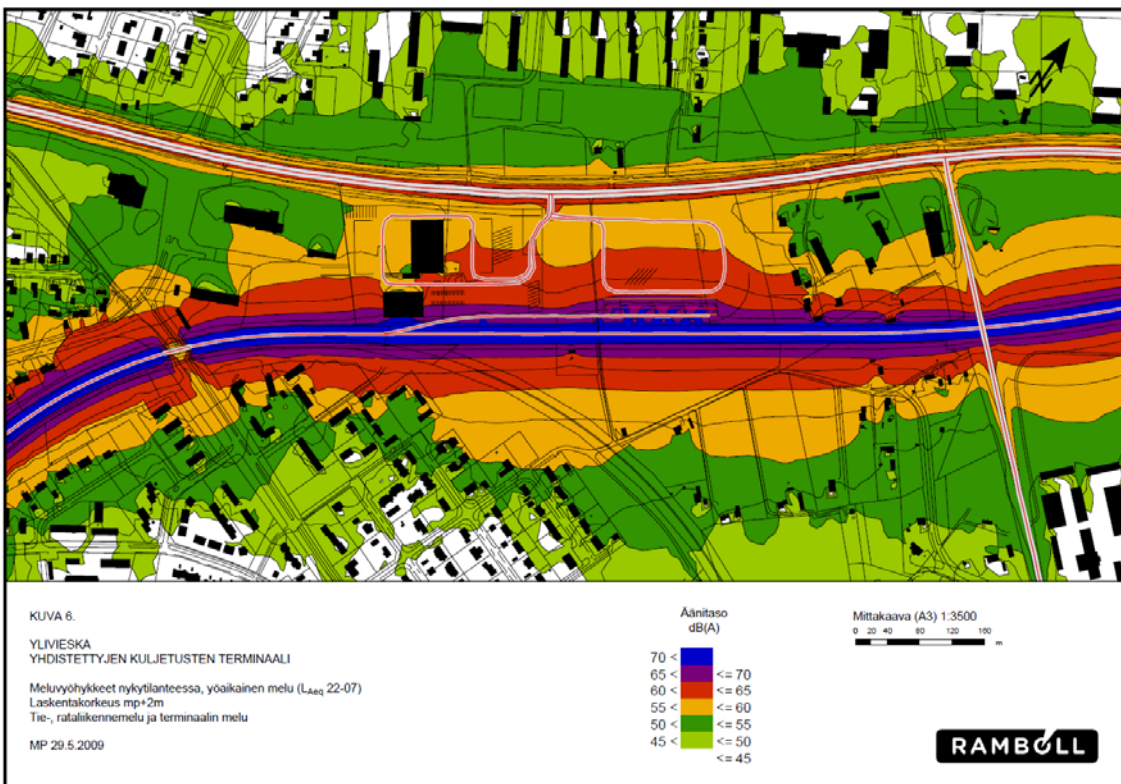 KUVA 6.
YLIVIESKA
YHDISTETTYJEN KULJETUSTEN TERMINAALI
Meluvyöhykkeet nykytilanteessa, yöaikainen melu (LAeq 22-07)
Laskentakorkeus mp+2m
Tie-, rataliikennemelu ja terminaalin melu
MP 29.5.2009
Äänitaso
dB(A)
70 <
65 < <= 70
60 < <= 65
55 < <= 60
50 < <= 55
45 < <= 50
<= 45
Mittakaava (A3) 1:3500
0 20 40 80 120 160 m
RAMBOLL